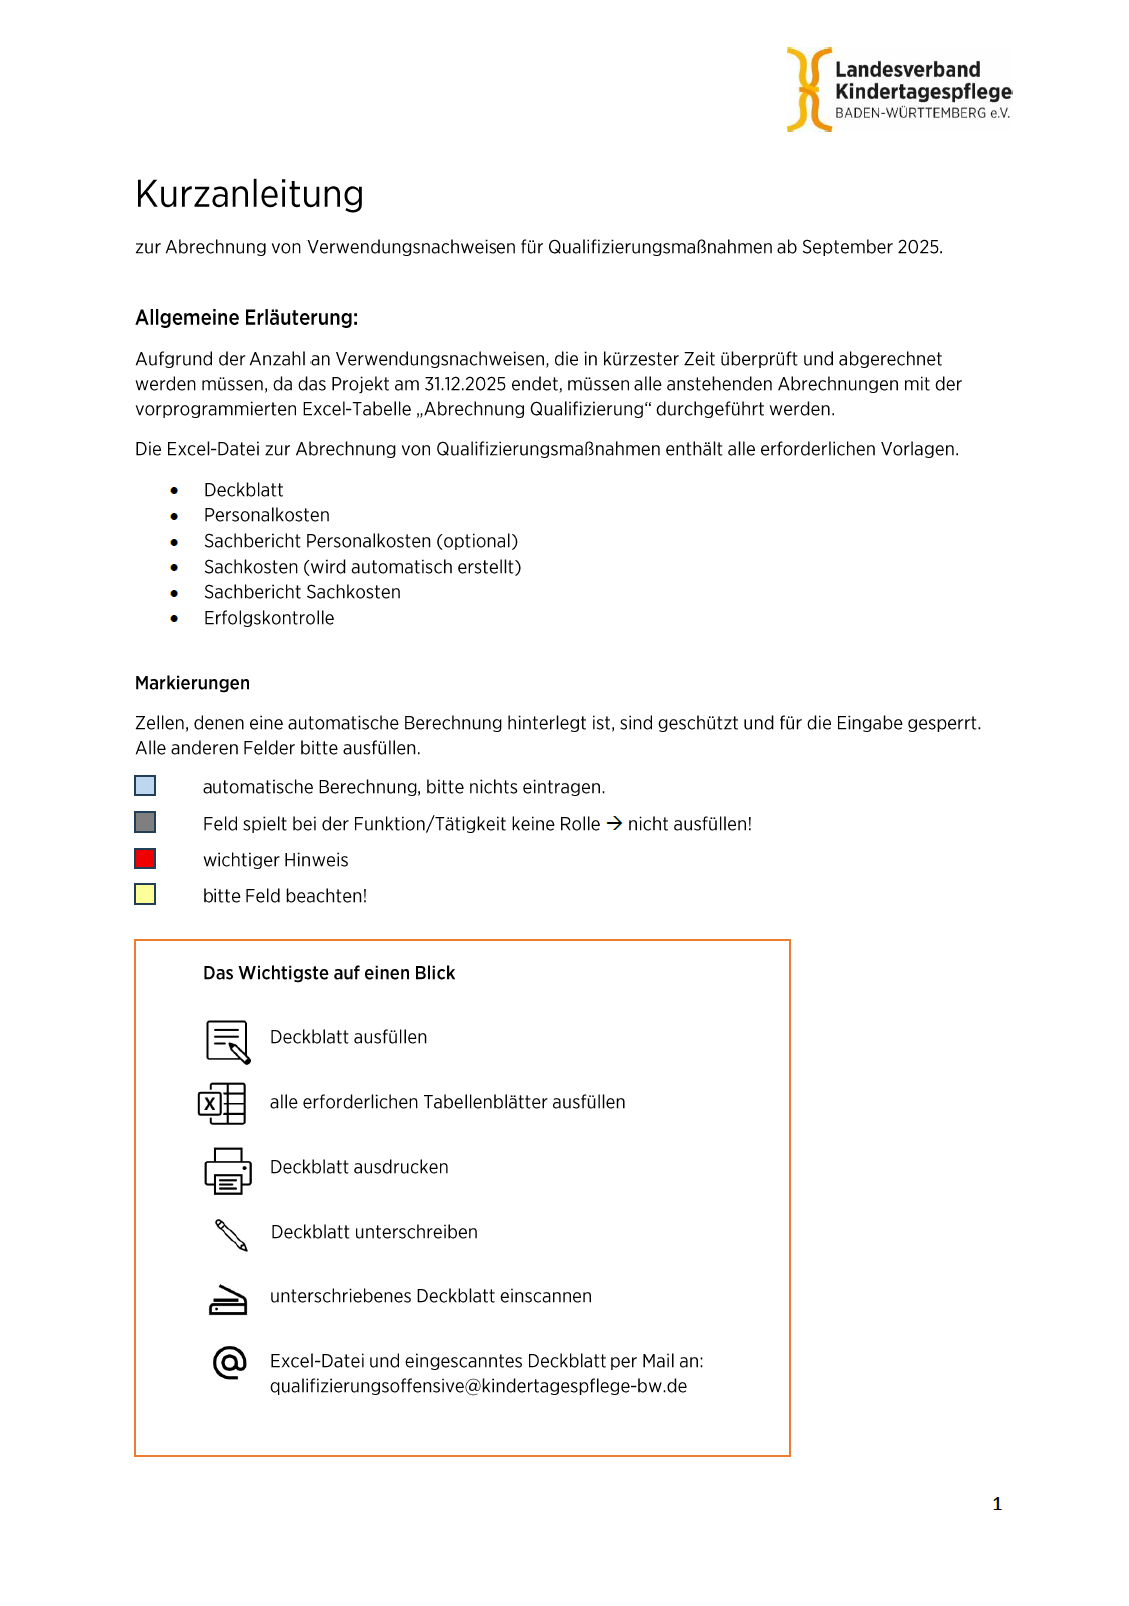 Landesverband
Kindertagespflege
BADEN-WÜRTTEMBERG e.V.
Kurzanleitung
zur Abrechnung von Verwendungsnachweisen für Qualifizierungsmaßnahmen ab September 2025.
Allgemeine Erläuterung:
Aufgrund der Anzahl an Verwendungsnachweisen, die in kürzester Zeit überprüft und abgerechnet
werden müssen, da das Projekt am 31.12.2025 endet, müssen alle anstehenden Abrechnungen mit der
vorprogrammierten Excel-Tabelle „Abrechnung Qualifizierung“ durchgeführt werden.
Die Excel-Datei zur Abrechnung von Qualifizierungsmaßnahmen enthält alle erforderlichen Vorlagen.
• Deckblatt
• Personalkosten
• Sachbericht Personalkosten (optional)
• Sachkosten (wird automatisch erstellt)
• Sachbericht Sachkosten
• Erfolgskontrolle
Markierungen
Zellen, denen eine automatische Berechnung hinterlegt ist, sind geschützt und für die Eingabe gesperrt.
Alle anderen Felder bitte ausfüllen.
automatische Berechnung, bitte nichts eintragen.
Feld spielt bei der Funktion/Tätigkeit keine Rolle → nicht ausfüllen!
wichtiger Hinweis
bitte Feld beachten!
Das Wichtigste auf einen Blick
Deckblatt ausfüllen
X alle erforderlichen Tabellenblätter ausfüllen
Deckblatt ausdrucken
Deckblatt unterschreiben
unterschriebenes Deckblatt einscannen
@ Excel-Datei und eingescanntes Deckblatt per Mail an:
qualifizierungsoffensive@kindertagespflege-bw.de
1